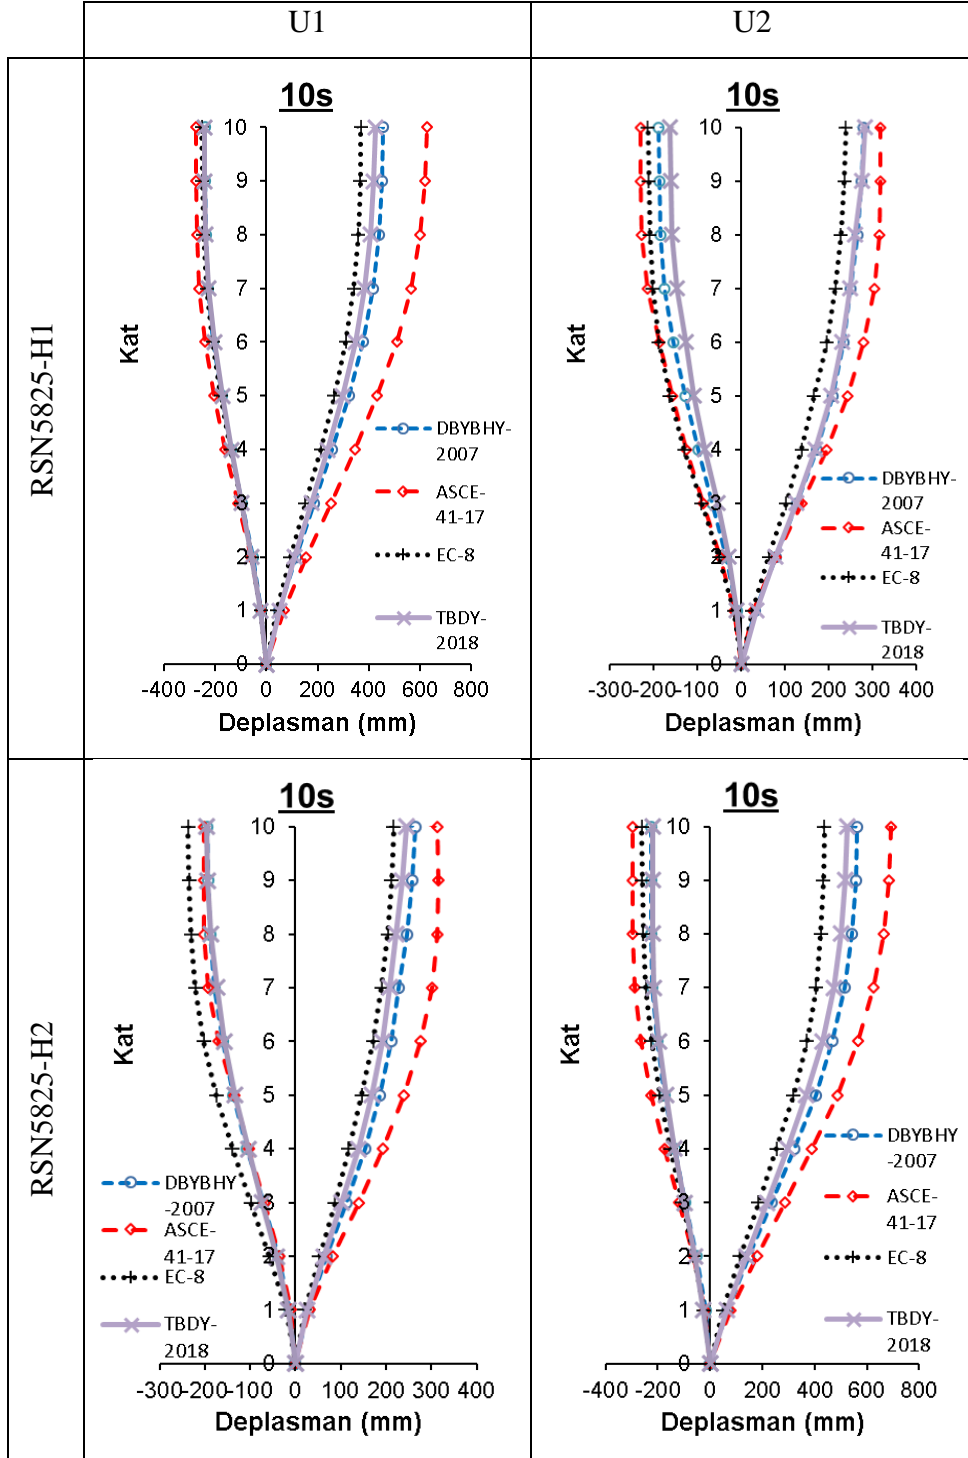 U1
U2
RSN5825-H1
10s
10
9
8
7
6
5
4
3
2
1
0
Kat
DBYBHY-
2007
ASCE-
41-17
EC-8
TBDY-
2018
-400 -200 0 200 400 600 800
Deplasman (mm)
10s
10
9
8
7
6
5
4
3
2
1
0
Kat
DBYBHY-
2007
ASCE-
41-17
EC-8
TBDY-
2018
-300 -200 -100 0 100 200 300 400
Deplasman (mm)
RSN5825-H2
10s
10
9
8
7
6
5
4
3
2
1
0
Kat
DBYBHY
-2007
ASCE-
41-17
EC-8
TBDY-
2018
-300 -200 -100 0 100 200 300 400
Deplasman (mm)
10s
10
9
8
7
6
5
4
3
2
1
0
Kat
DBYBHY
-2007
ASCE-
41-17
EC-8
TBDY-
2018
-400 -200 0 200 400 600 800
Deplasman (mm)